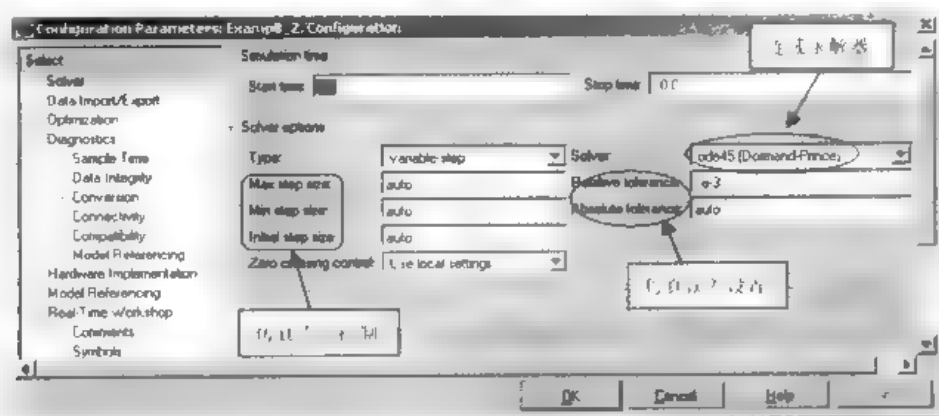 Configuration Parameters: Configuration
Select
Solver
Data Import/Export
Optimization
Diagnostics
Sample Time
Data Integrity
Conversion
Connectivity
Compatibility
Model Referencing
Hardware Implementation
Model Referencing
Real-Time Workshop
Comments
Symbols
Simulation time
Start time:
Stop time:
Solver options
Type:
variable-step
Solver:
ode45 (Dormand-Prince)
Max step size:
auto
Relative tolerance:
e-3
Min step size:
auto
Absolute tolerance:
auto
Initial step size:
auto
Zero crossing control:
Use local settings
求解器
OK
Cancel
Help